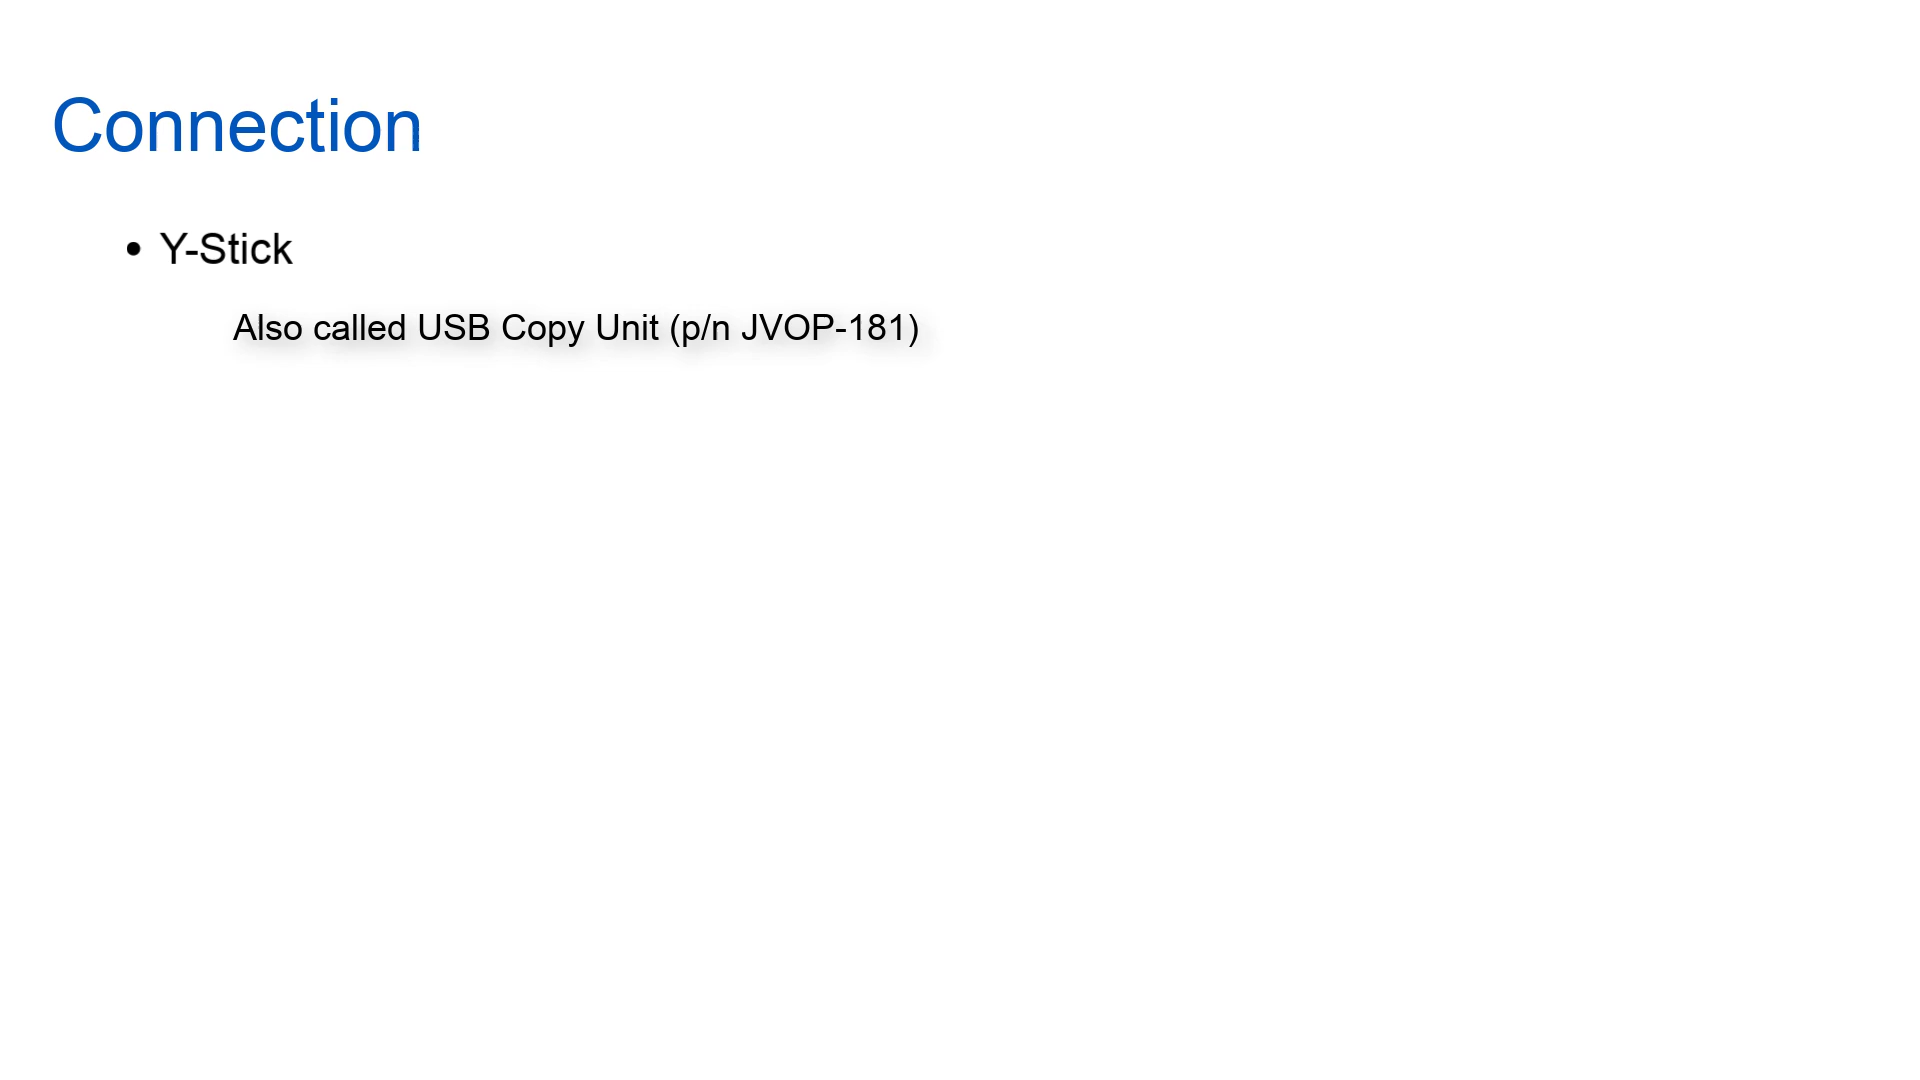 Connection
• Y-Stick
Also called USB Copy Unit (p/n JVOP-181)